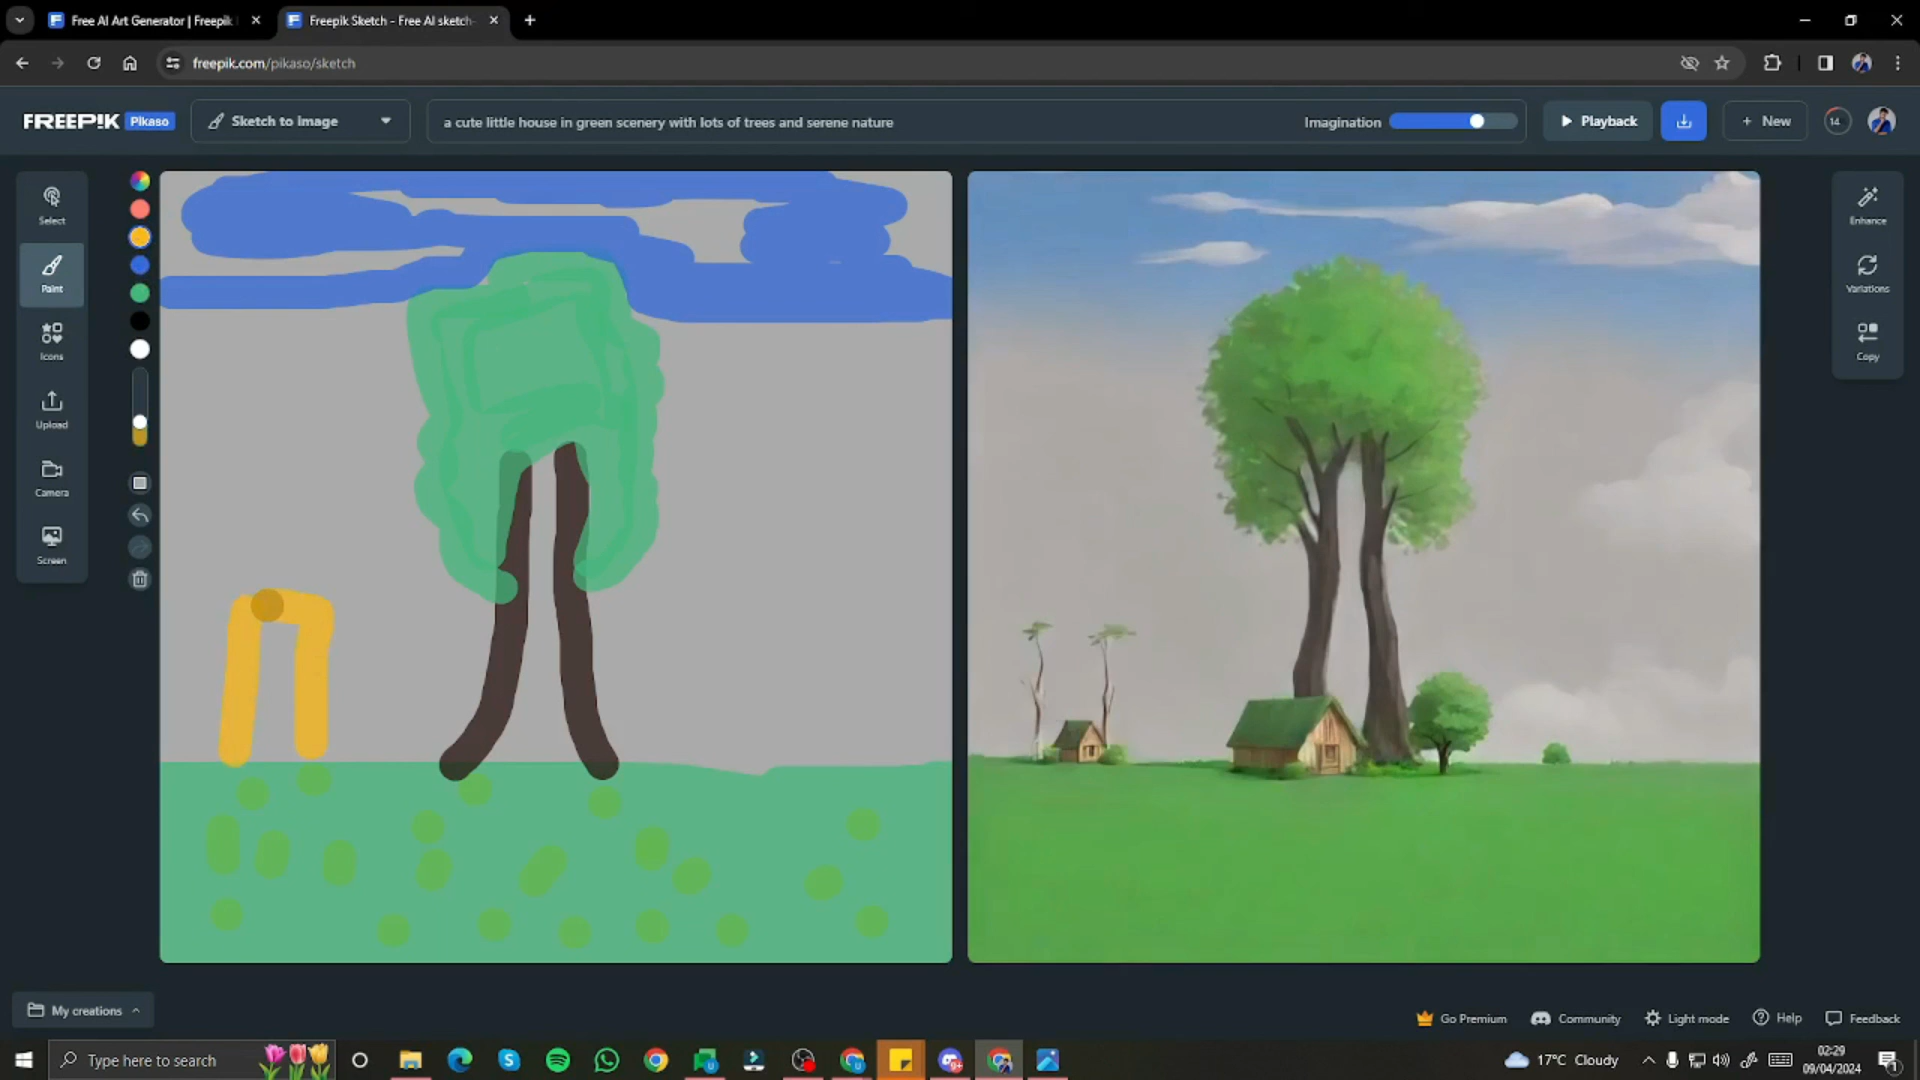 Free AI Art Generator | Freepik
Freepik Sketch - Free AI sketch-
freepik.com/pikaso/sketch
FREEPIK Pikaso
Sketch to image
a cute little house in green scenery with lots of trees and serene nature
Imagination
Playback
+ New
14
Select
Paint
Icons
Upload
Camera
Screen
Enhance
Variations
Copy
My creations
Go Premium
Community
Light mode
Help
Feedback
Type here to search
17°C Cloudy
02:29
09/04/2024